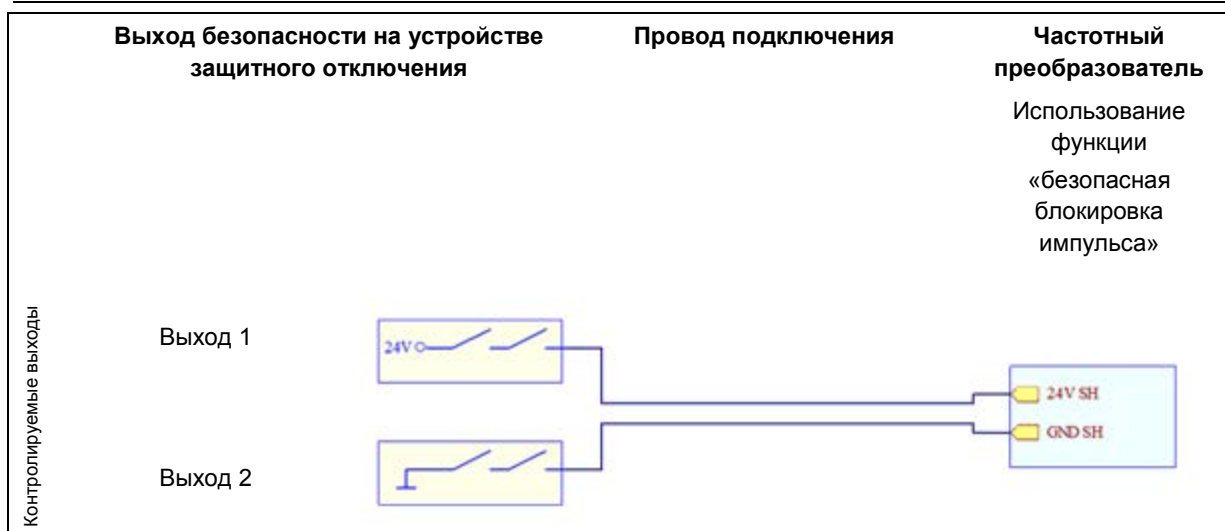 Выход безопасности на устройстве
защитного отключения
Провод подключения
Частотный
преобразователь
Использование
функции
«безопасная
блокировка
импульса»
Контролируемые выходы
Выход 1
24V
24V SH
GND SH
Выход 2